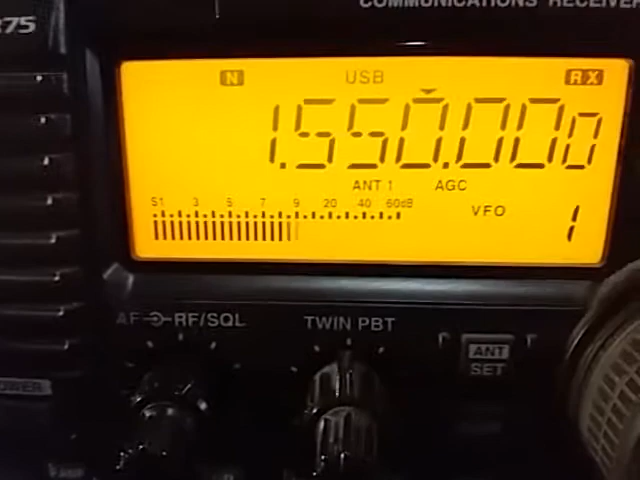 COMMUNICATIONS RECEIVER
75
N USB RX
1.550.000
ANT 1 AGC
S1 3 5 7 9 20 40 60dB
VFO 1
AF RF/SQL TWIN PBT
ANT
SET
POWER